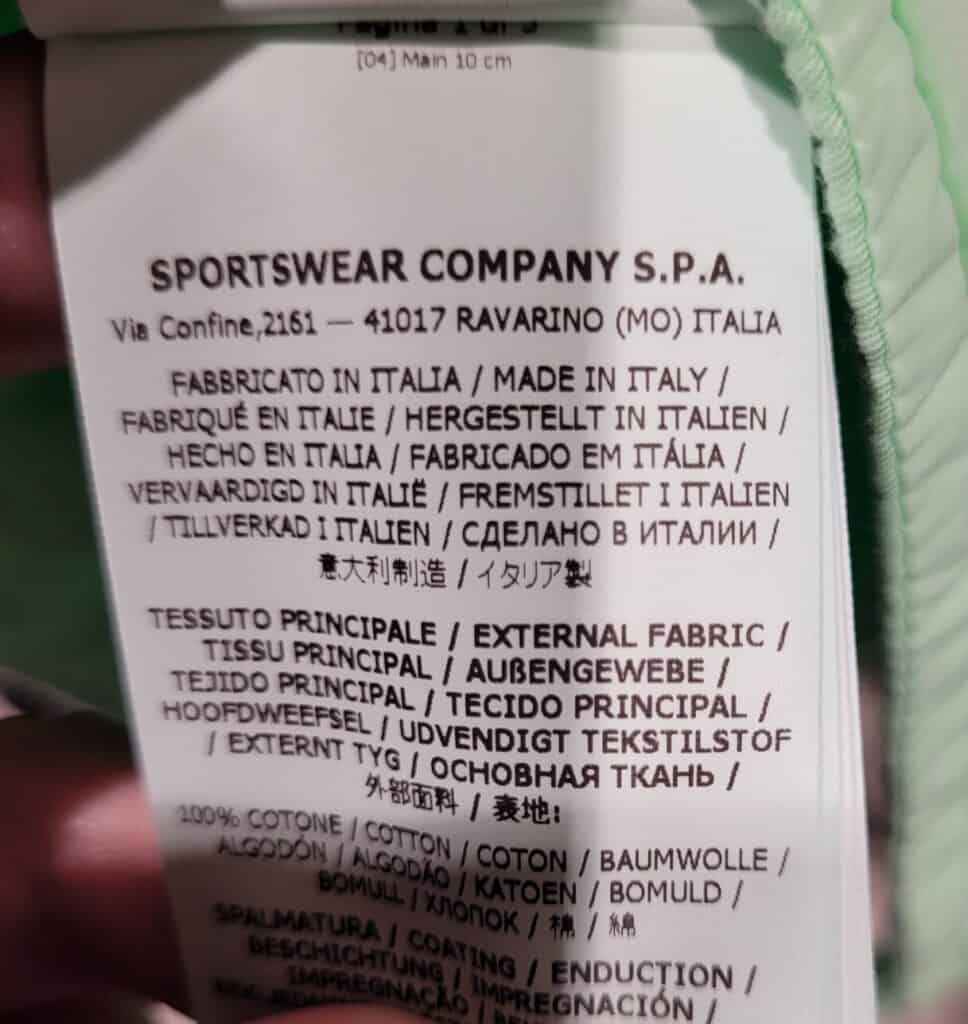 Pagina 1 di 3
[04] Main 10 cm
SPORTSWEAR COMPANY S.P.A.
Via Confine,2161 — 41017 RAVARINO (MO) ITALIA
FABBRICATO IN ITALIA / MADE IN ITALY /
FABRIQUÉ EN ITALIE / HERGESTELLT IN ITALIEN /
HECHO EN ITALIA / FABRICADO EM ITÁLIA /
VERVAARDIGD IN ITALIË / FREMSTILLET I ITALIEN
/ TILLVERKAD I ITALIEN / СДЕЛАНО В ИТАЛИИ /
意大利制造 / イタリア製
TESSUTO PRINCIPALE / EXTERNAL FABRIC /
TISSU PRINCIPAL / AUßENGEWEBE /
TEJIDO PRINCIPAL / TECIDO PRINCIPAL /
HOOFDWEEFSEL / UDVENDIGT TEKSTILSTOF
/ EXTERNT TYG / ОСНОВНАЯ ТКАНЬ /
外部面料 / 表地:
100% COTONE / COTTON / COTON / BAUMWOLLE /
ALGODÓN / ALGODÃO / KATOEN / BOMULD /
BOMULL / ХЛОПОК / 棉 / 綿
SPALMATURA / COATING / ENDUCTION /
BESCHICHTUNG / IMPREGNACIÓN /
IMPREGNAÇÃO /